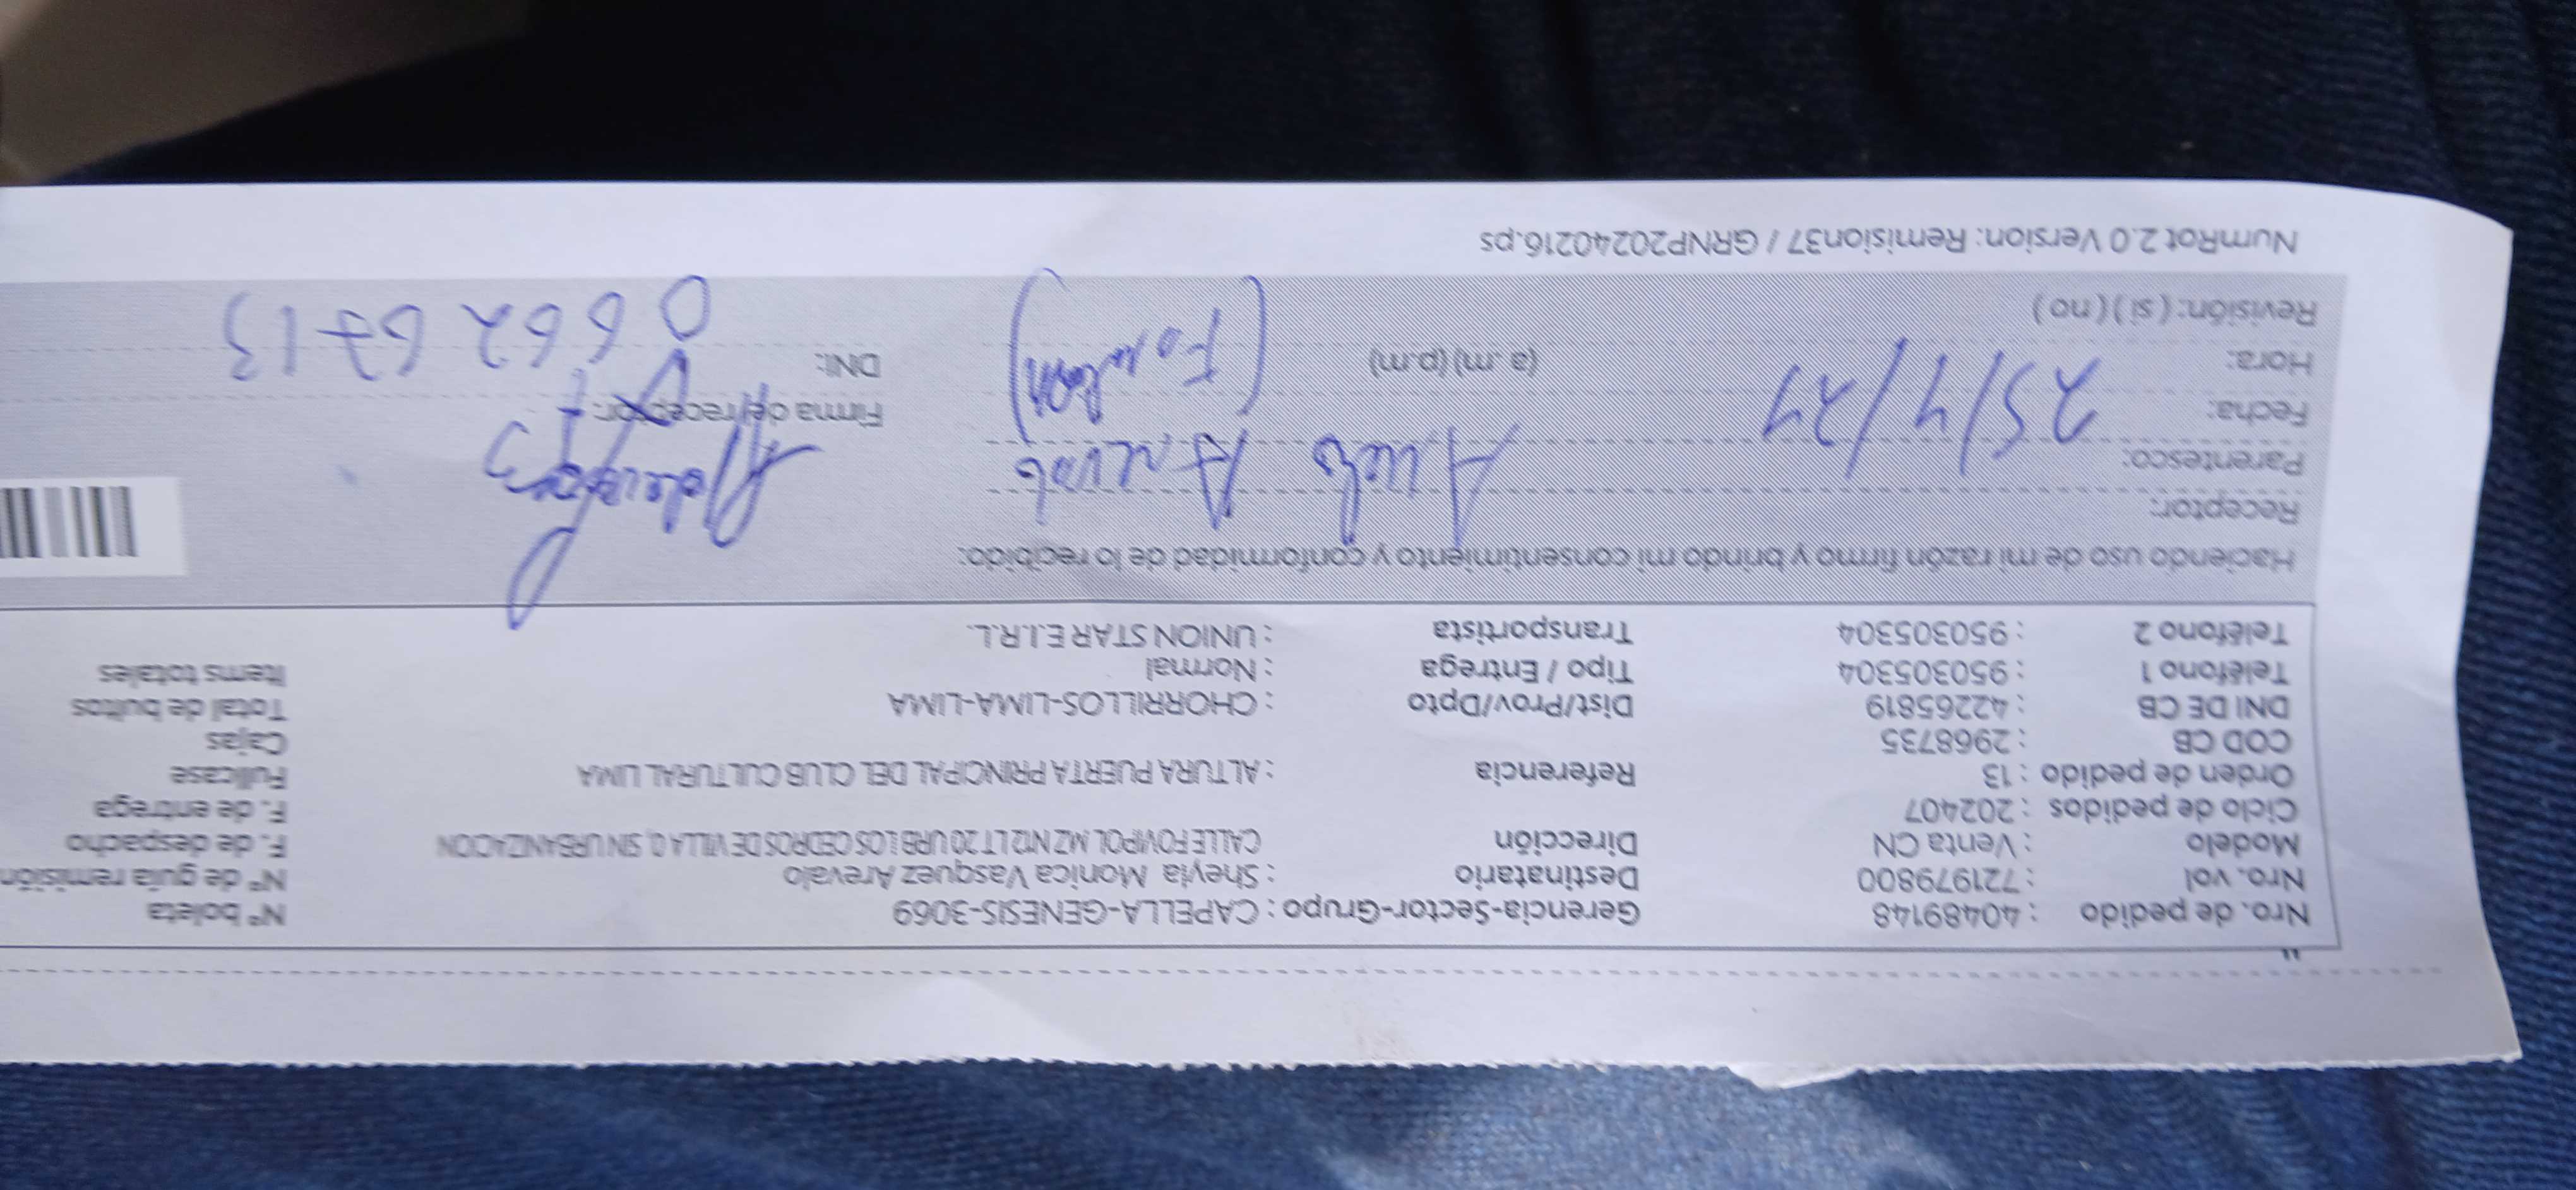 Nro. de pedido : 40489148 Gerencia-Sector-Grupo : CAPELLA-GENESIS-3069 Nº boleta
Nro. vol : 721979800 Destinatario : Sheyla Monica Vasquez Arevalo Nº de guía remisión
Modelo : Venta CN Dirección CALLE FOVIPOL MZ N12 LT 20 URB LOS CEDROS DE VILLA 0, SIN URBANIZACION F. de despacho
Ciclo de pedidos : 202407 F. de entrega
Orden de pedido : 13 Referencia : ALTURA PUERTA PRINCIPAL DEL CLUB CULTURAL LIMA Fullcase
COD CB : 2968735 Cajas
DNI DE CB : 42265819 Dist/Prov/Dpto : CHORRILLOS-LIMA-LIMA Total de bultos
Teléfono 1 : 950305304 Tipo / Entrega : Normal Items totales
Teléfono 2 : 950305304 Transportista : UNION STAR E.I.R.L.
Haciendo uso de mi razón firmo y brindo mi consentimiento y conformidad de lo recibido:
Receptor:
Parentesco:
Fecha: 25/4/24 Firma del receptor:
Hora: (a.m) (p.m) DNI: 06626713
Revisión: ( si ) ( no )
NumRot 2.0 Version: Remision37 / GRNP20240216.ps